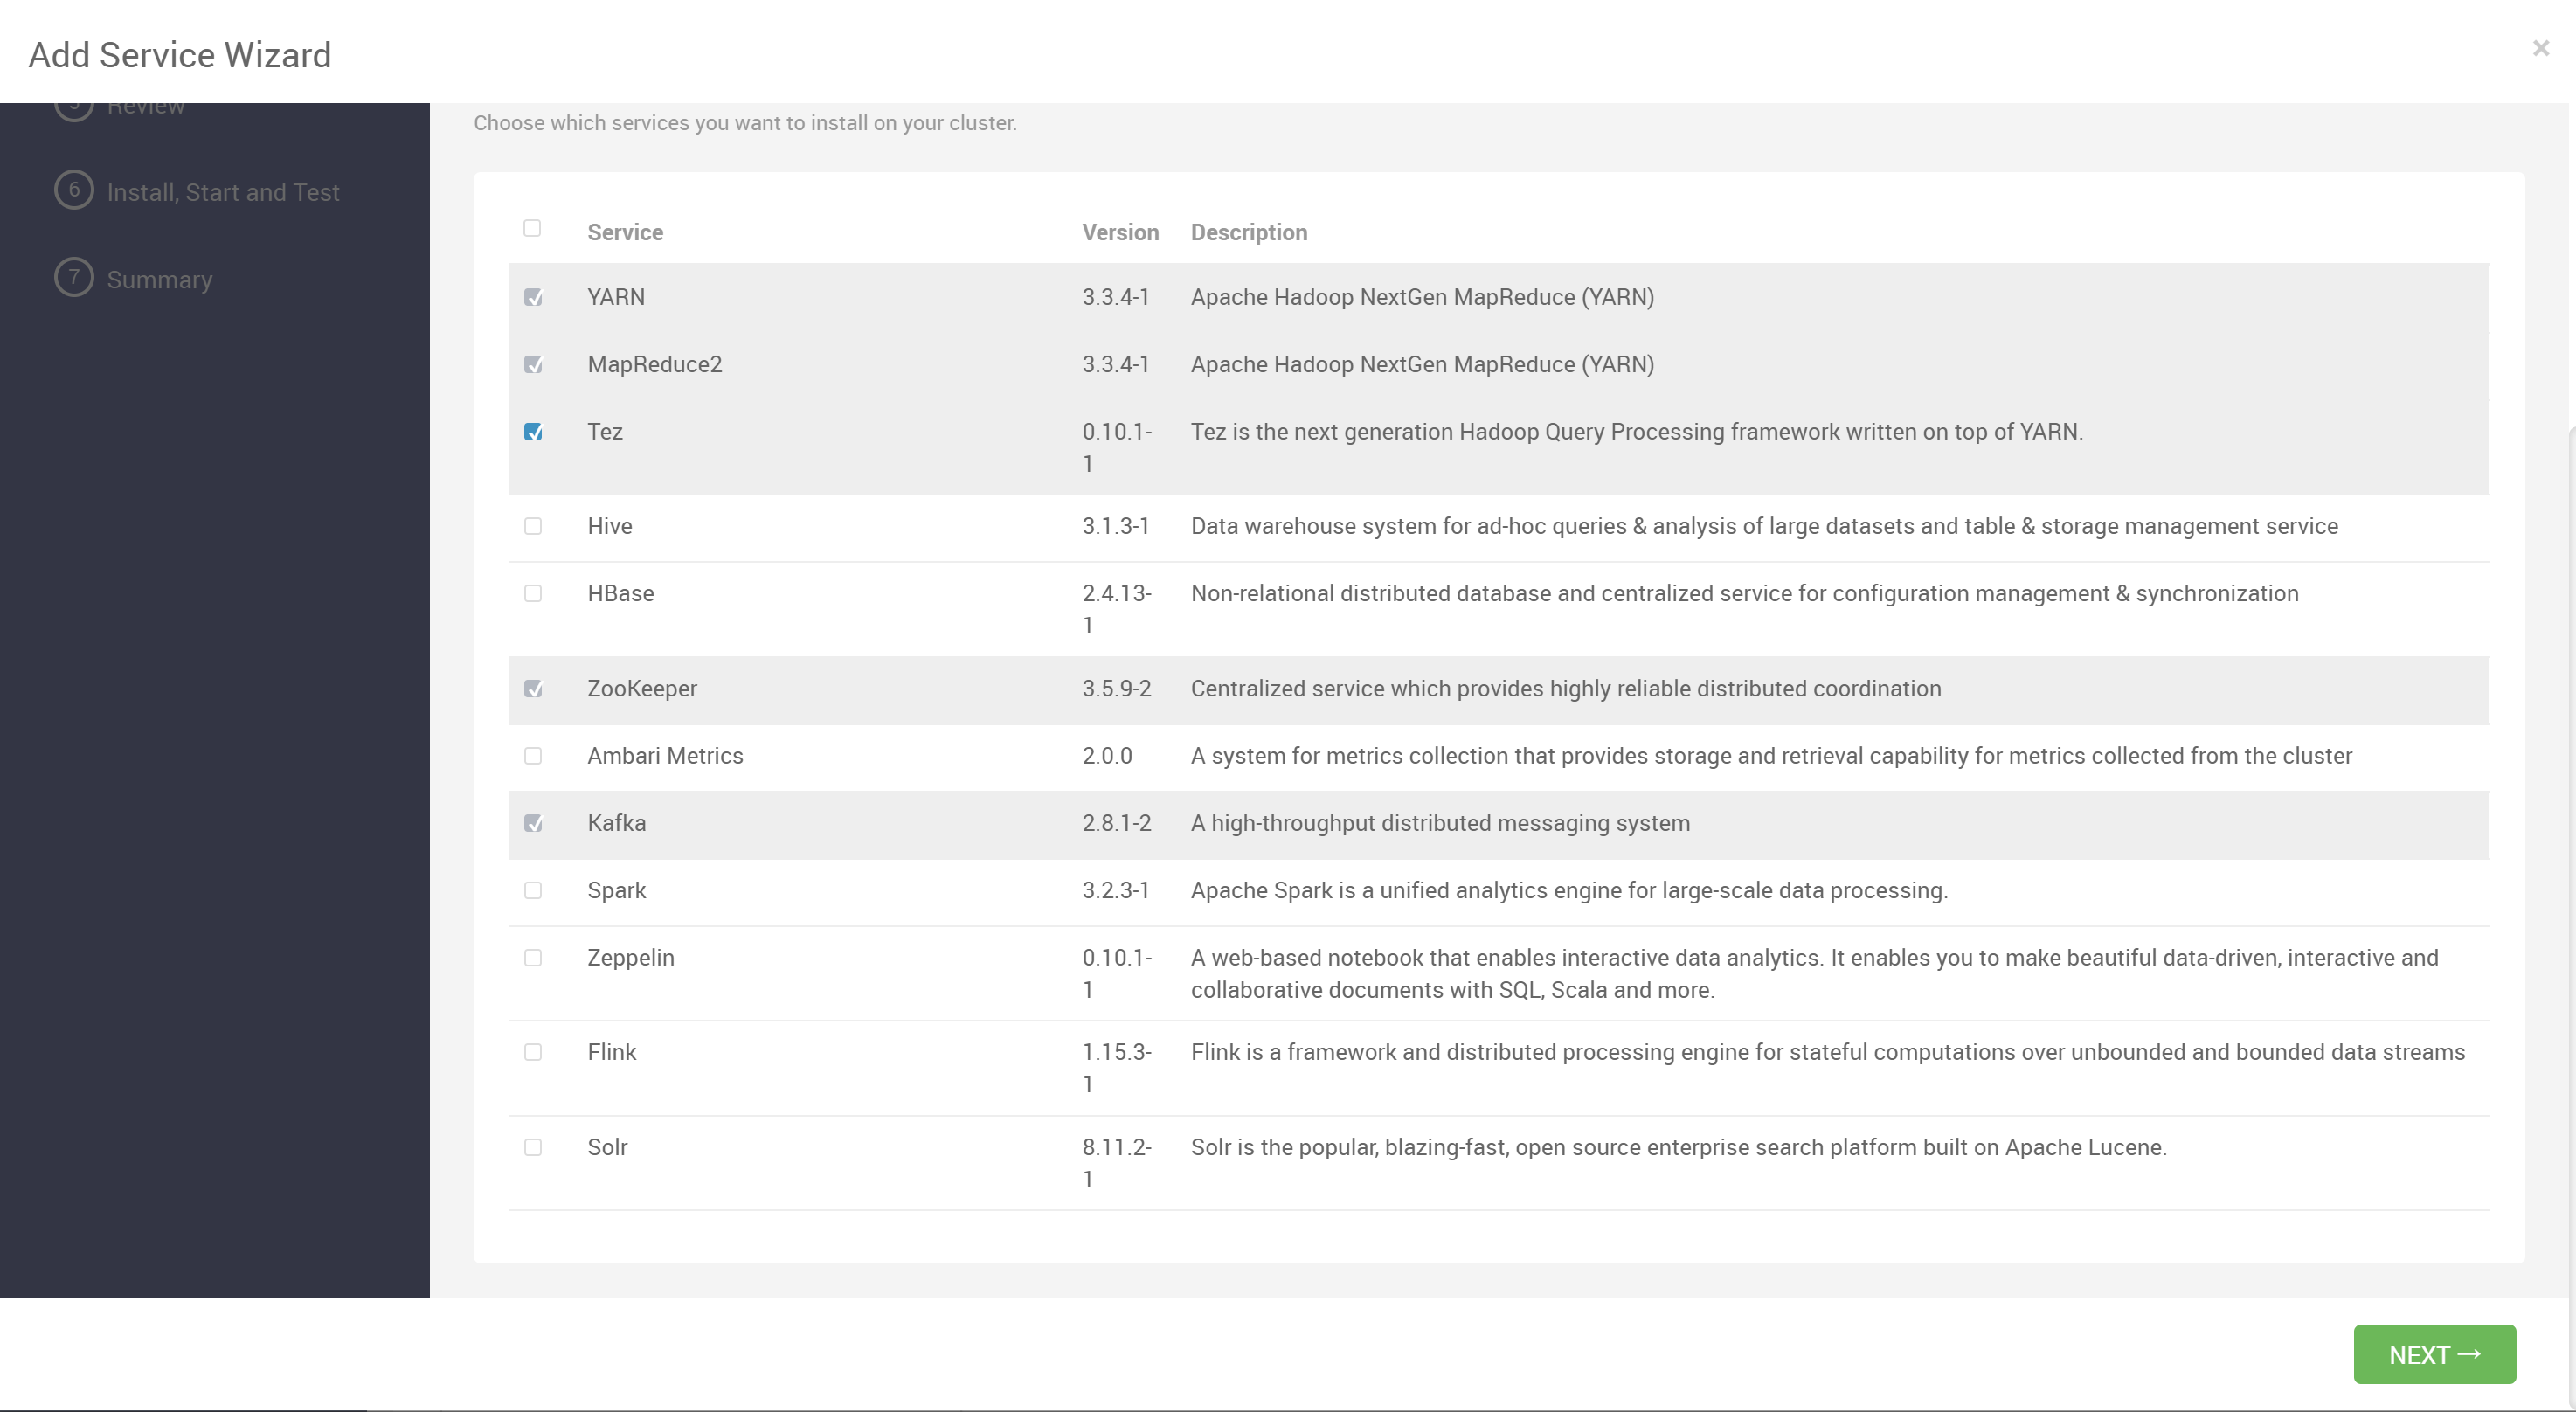 Add Service Wizard
×
5 Review
Choose which services you want to install on your cluster.
6 Install, Start and Test
7 Summary
Service Version Description
YARN 3.3.4-1 Apache Hadoop NextGen MapReduce (YARN)
MapReduce2 3.3.4-1 Apache Hadoop NextGen MapReduce (YARN)
Tez 0.10.1- Tez is the next generation Hadoop Query Processing framework written on top of YARN.
1
Hive 3.1.3-1 Data warehouse system for ad-hoc queries & analysis of large datasets and table & storage management service
HBase 2.4.13- Non-relational distributed database and centralized service for configuration management & synchronization
1
ZooKeeper 3.5.9-2 Centralized service which provides highly reliable distributed coordination
Ambari Metrics 2.0.0 A system for metrics collection that provides storage and retrieval capability for metrics collected from the cluster
Kafka 2.8.1-2 A high-throughput distributed messaging system
Spark 3.2.3-1 Apache Spark is a unified analytics engine for large-scale data processing.
Zeppelin 0.10.1- A web-based notebook that enables interactive data analytics. It enables you to make beautiful data-driven, interactive and
1 collaborative documents with SQL, Scala and more.
Flink 1.15.3- Flink is a framework and distributed processing engine for stateful computations over unbounded and bounded data streams
1
Solr 8.11.2- Solr is the popular, blazing-fast, open source enterprise search platform built on Apache Lucene.
1
NEXT →